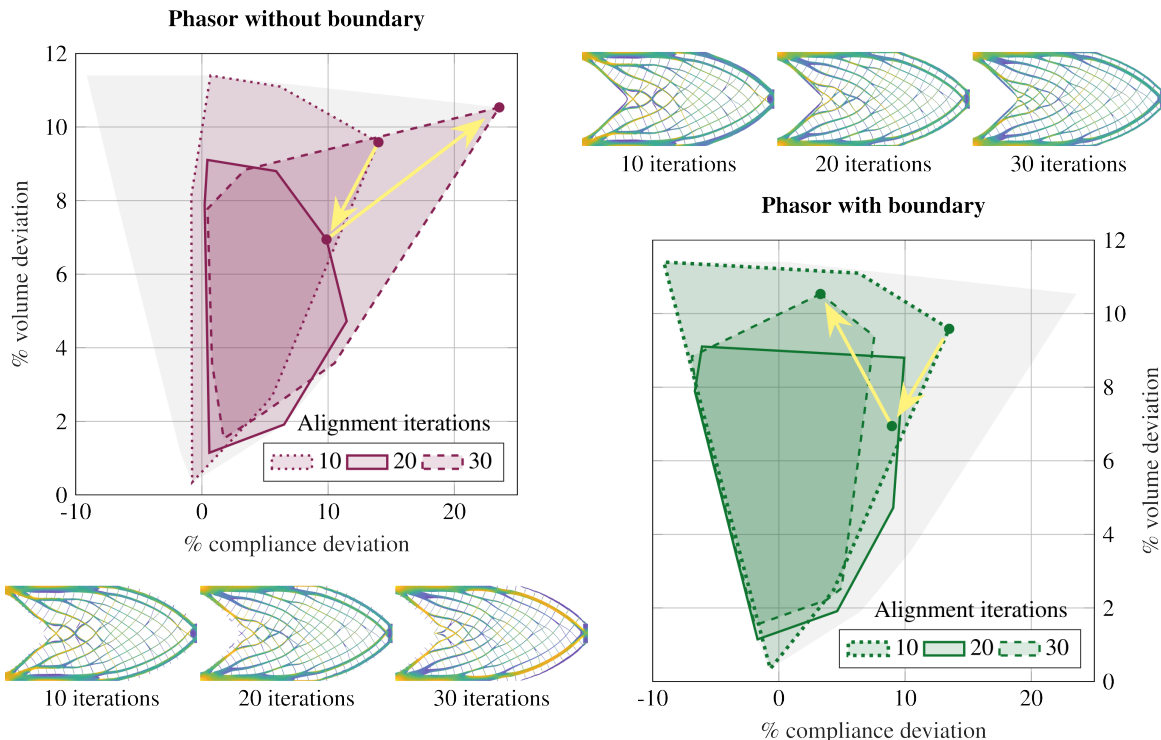 Phasor without boundary
12
10
8
6
4
2
0
% volume deviation
Alignment iterations
10 20 30
-10 0 10 20
% compliance deviation
10 iterations 20 iterations 30 iterations
10 iterations 20 iterations 30 iterations
Phasor with boundary
12
10
8
6
4
2
0
% volume deviation
Alignment iterations
10 20 30
-10 0 10 20
% compliance deviation